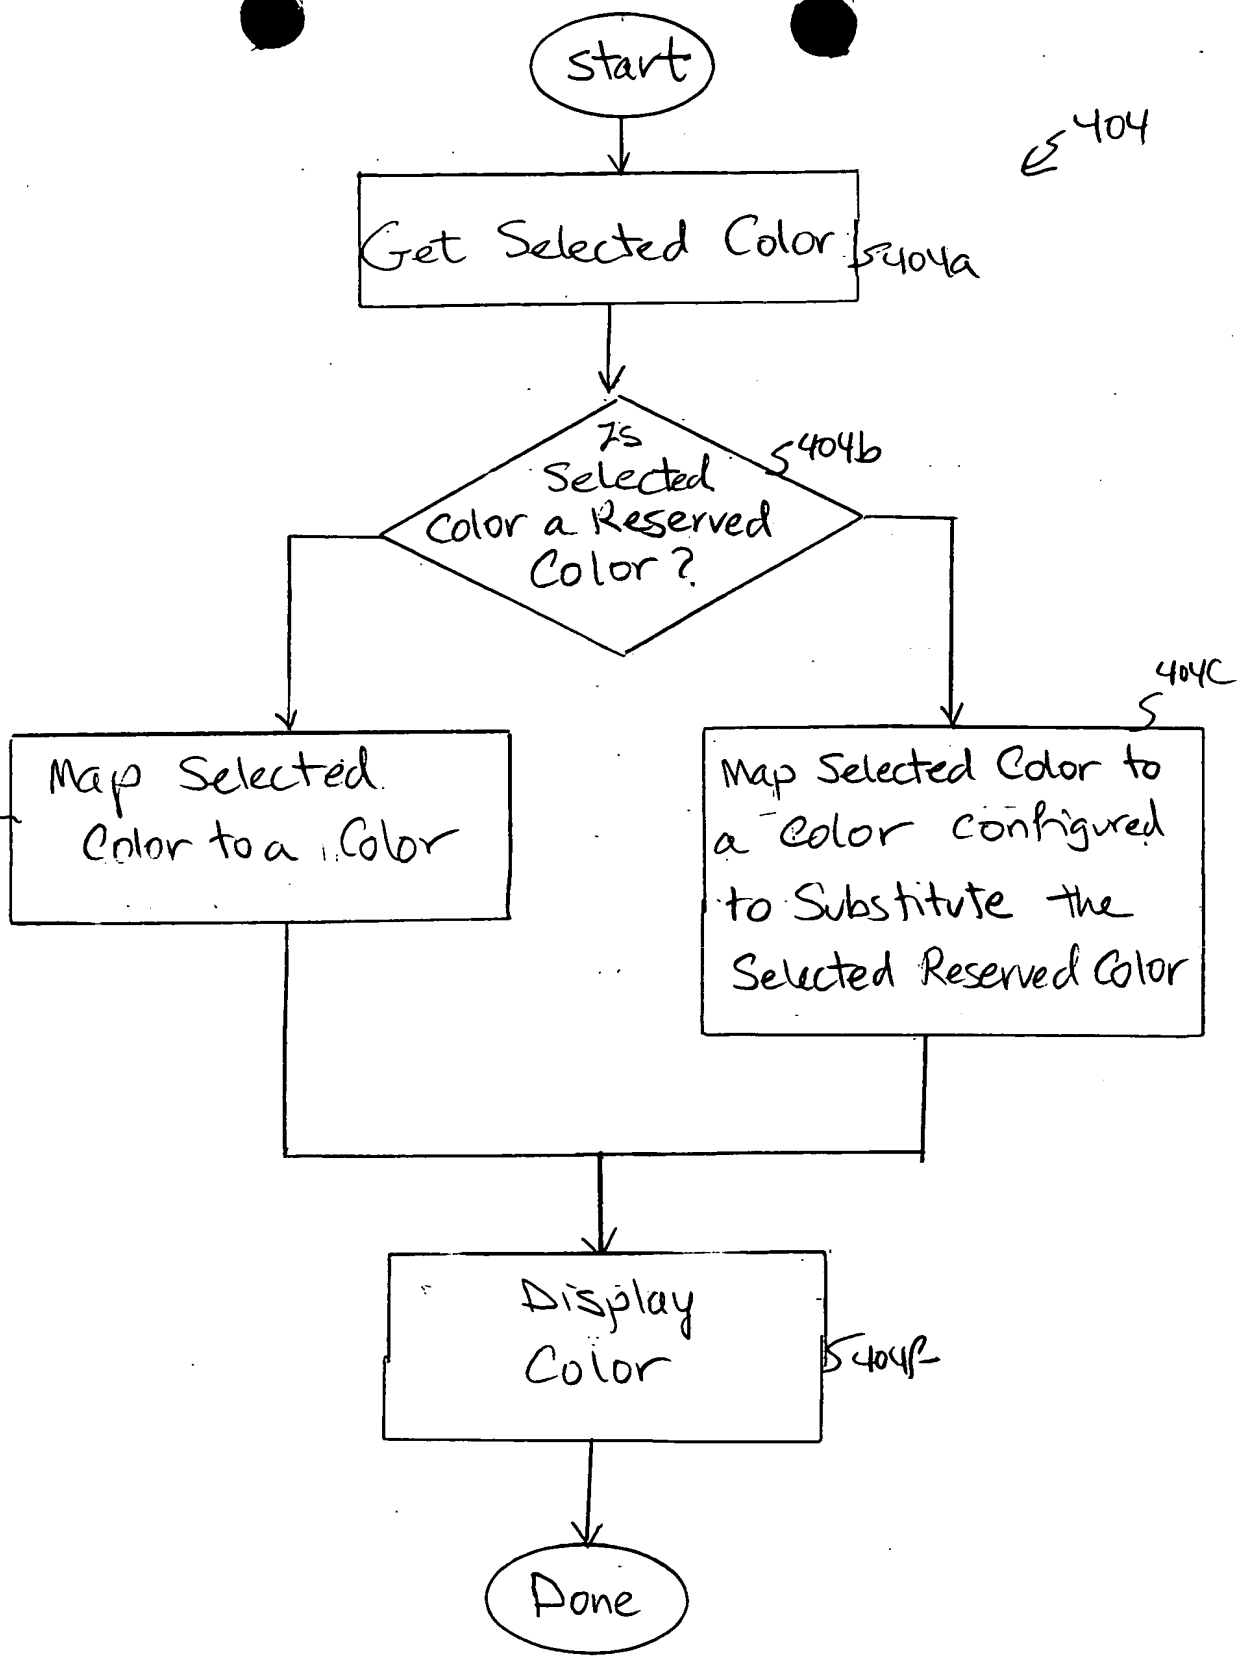 Start
404
Get Selected Color
404a
Is
Selected
Color a Reserved
Color?
404b
404c
Map Selected
Color to a Color
Map Selected Color to
a Color configured
to Substitute the
Selected Reserved Color
Display
Color
404f
Done